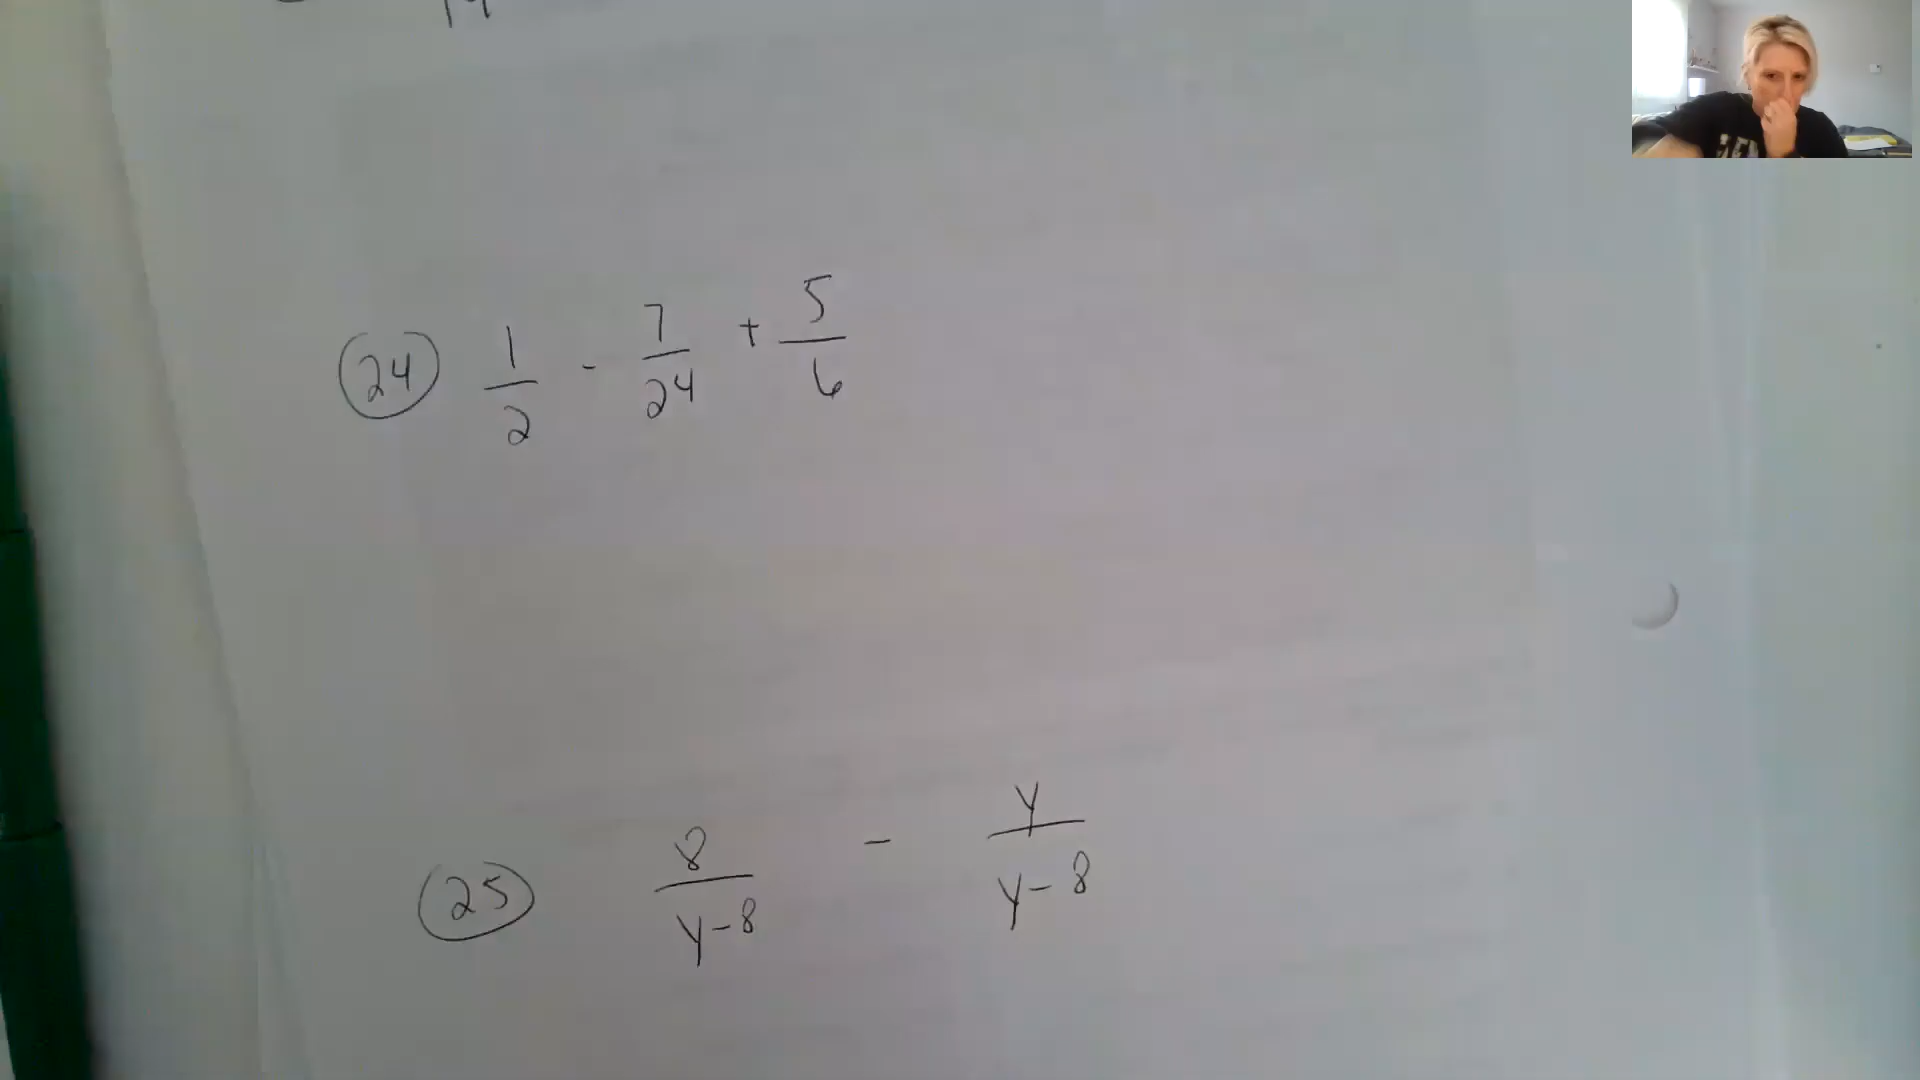 24 1/2 - 7/24 + 5/6
25 8/(y-8) - y/(y-8)